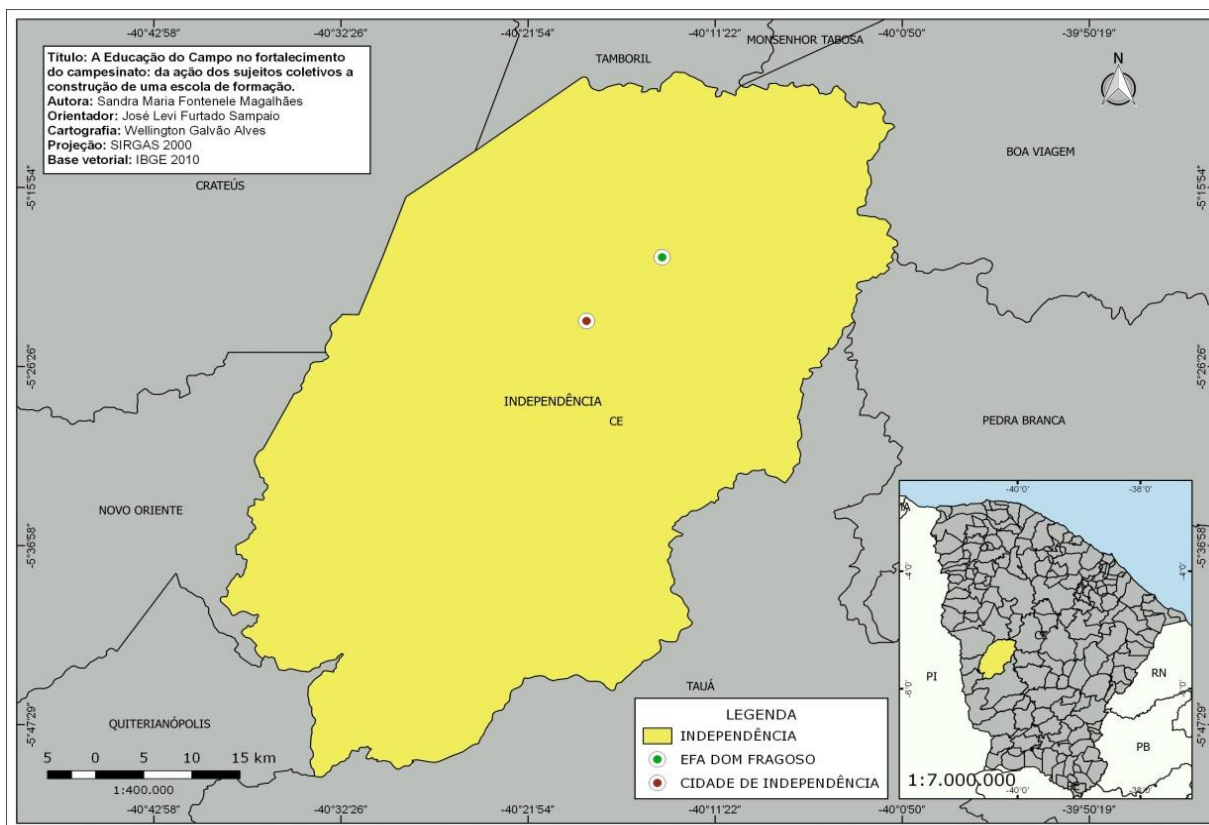 -40°42'58"
-40°32'26"
-40°21'54"
-40°11'22"
-40°0'50"
-39°50'19"
MONSENHOR TABOSA
TAMBORIL
N
Título: A Educação do Campo no fortalecimento
do campesinato: da ação dos sujeitos coletivos a
construção de uma escola de formação.
Autora: Sandra Maria Fontenele Magalhães
Orientador: José Levi Furtado Sampaio
Cartografia: Wellington Galvão Alves
Projeção: SIRGAS 2000
Base vetorial: IBGE 2010
BOA VIAGEM
CRATEÚS
-5°15'54"
-5°15'54"
-5°26'26"
-5°26'26"
INDEPENDÊNCIA
CE
PEDRA BRANCA
NOVO ORIENTE
-5°36'58"
-5°36'58"
-40°0'
-38°0'
-4°0'
-4°0'
PI
RN
-6°0'
PB
1:7.000.000
-40°0'
-38°0'
TAUÁ
QUITERIANÓPOLIS
-5°47'29"
-5°47'29"
LEGENDA
INDEPENDÊNCIA
EFA DOM FRAGOSO
CIDADE DE INDEPENDÊNCIA
5 0 5 10 15 km
1:400.000
-40°42'58"
-40°32'26"
-40°21'54"
-40°11'22"
-40°0'50"
-39°50'19"